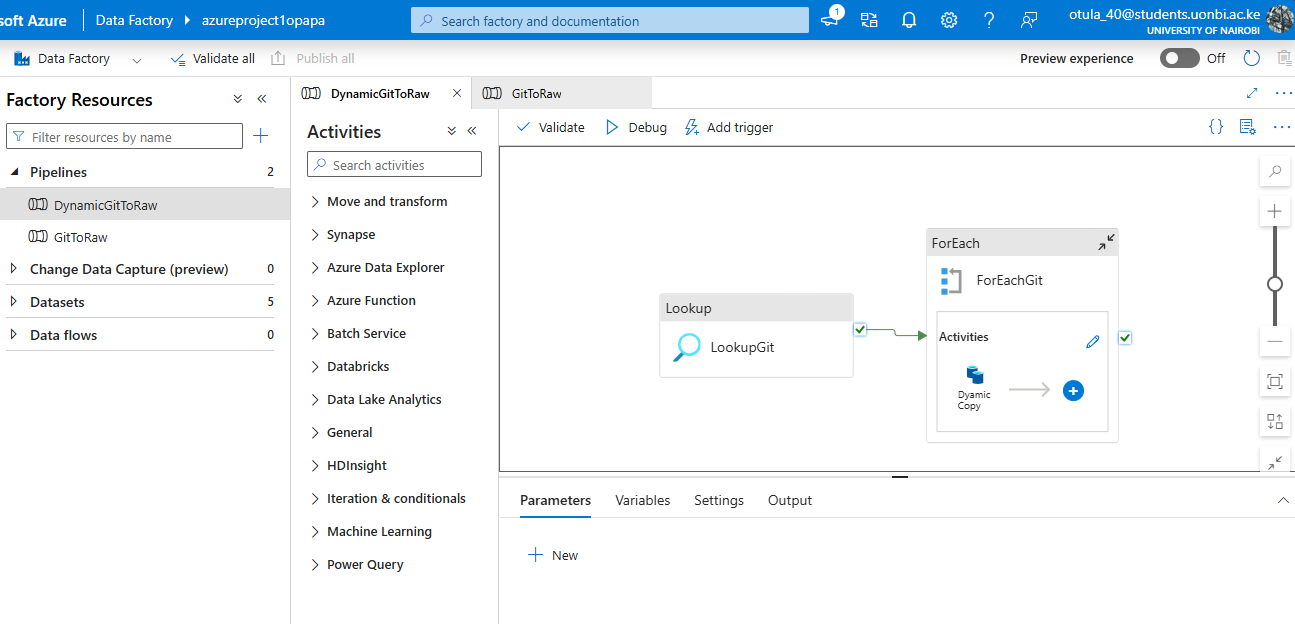 soft Azure
Data Factory
azureproject1opapa
Search factory and documentation
1
otula_40@students.uonbi.ac.ke
UNIVERSITY OF NAIROBI
Data Factory
Validate all
Publish all
Preview experience
Off
Factory Resources
Filter resources by name
Pipelines 2
DynamicGitToRaw
GitToRaw
Change Data Capture (preview) 0
Datasets 5
Data flows 0
DynamicGitToRaw
GitToRaw
Activities
Search activities
Move and transform
Synapse
Azure Data Explorer
Azure Function
Batch Service
Databricks
Data Lake Analytics
General
HDInsight
Iteration & conditionals
Machine Learning
Power Query
Validate
Debug
Add trigger
{}
Lookup
LookupGit
ForEach
ForEachGit
Activities
Dyamic
Copy
Parameters
Variables
Settings
Output
New